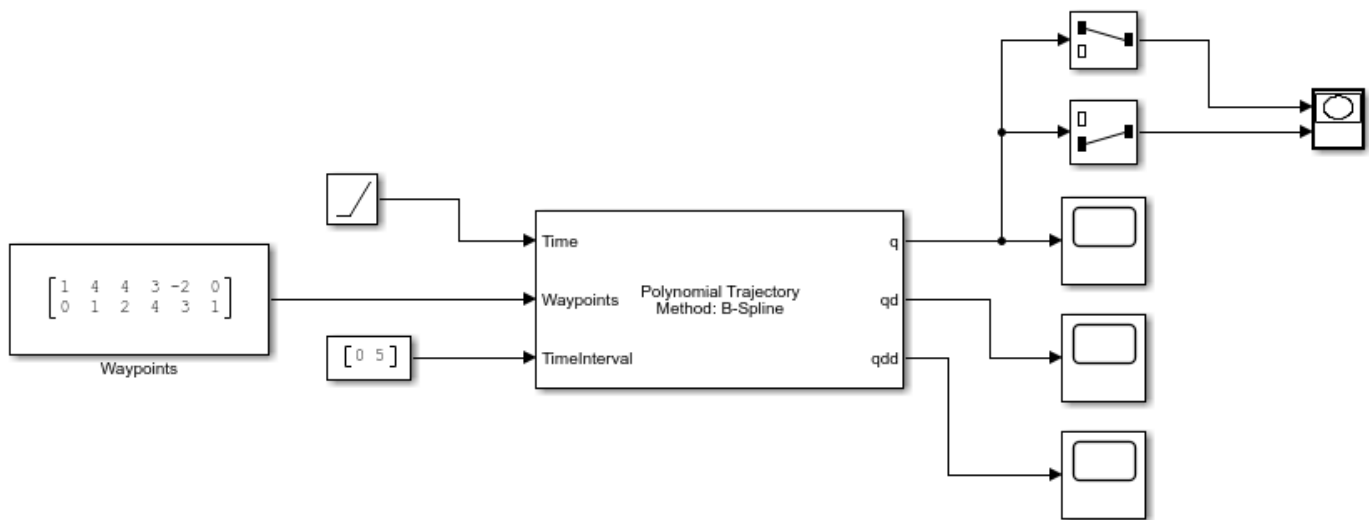 1 4 4 3 -2 0
0 1 2 4 3 1
Waypoints
[0 5]
Time
Waypoints
TimeInterval
Polynomial Trajectory
Method: B-Spline
q
qd
qdd